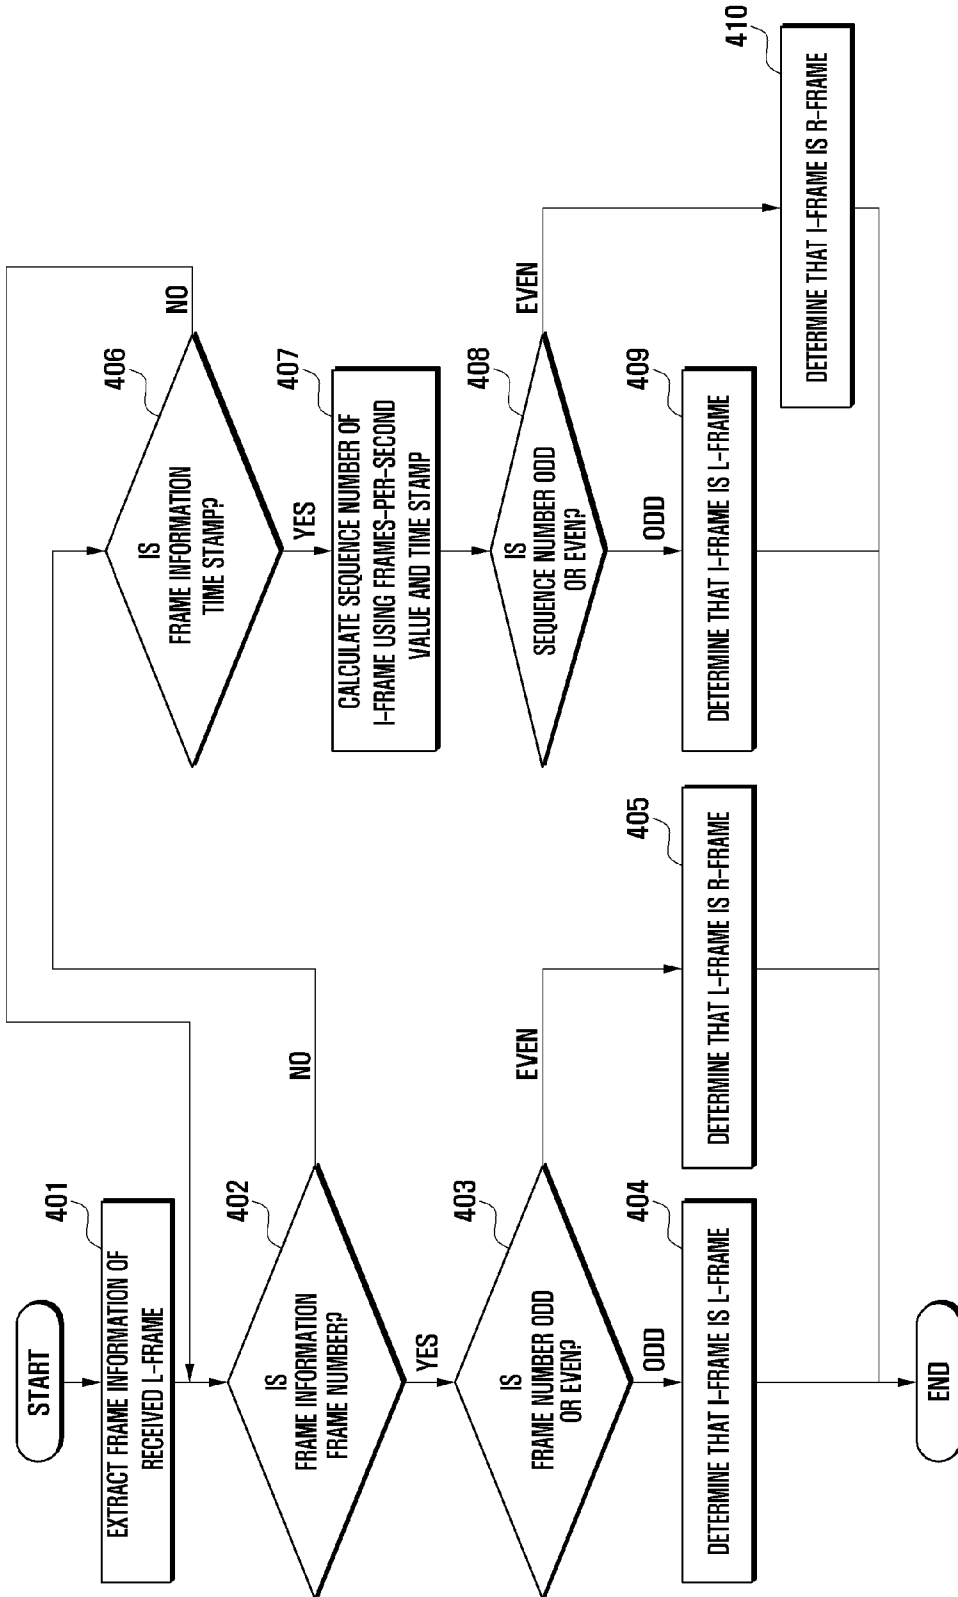 START
401
EXTRACT FRAME INFORMATION OF
RECEIVED L-FRAME
402
IS
FRAME INFORMATION
FRAME NUMBER?
NO
YES
403
IS
FRAME NUMBER ODD
OR EVEN?
EVEN
ODD
404
DETERMINE THAT I-FRAME IS L-FRAME
405
DETERMINE THAT L-FRAME IS R-FRAME
406
IS
FRAME INFORMATION
TIME STAMP?
NO
YES
407
CALCULATE SEQUENCE NUMBER OF
I-FRAME USING FRAMES-PER-SECOND
VALUE AND TIME STAMP
408
IS
SEQUENCE NUMBER ODD
OR EVEN?
EVEN
ODD
409
DETERMINE THAT I-FRAME IS L-FRAME
410
DETERMINE THAT I-FRAME IS R-FRAME
END